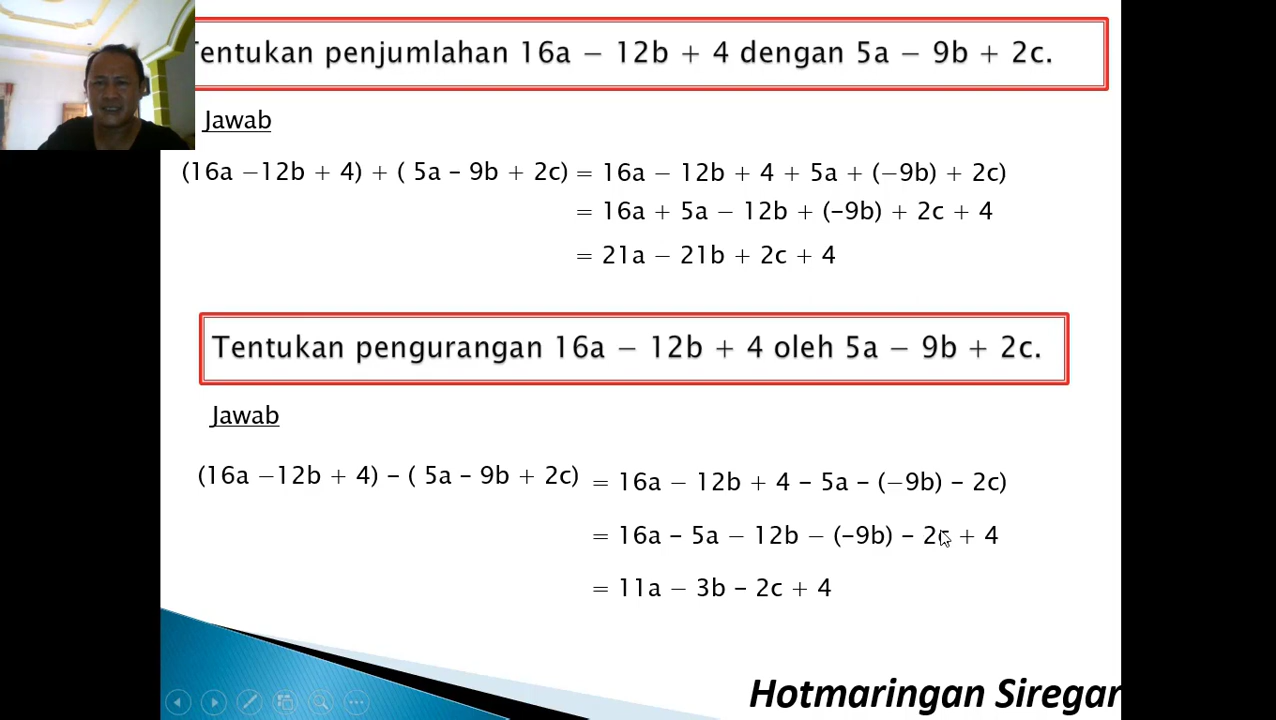 Tentukan penjumlahan 16a − 12b + 4 dengan 5a − 9b + 2c.
Jawab
(16a −12b + 4) + ( 5a – 9b + 2c) = 16a − 12b + 4 + 5a + (−9b) + 2c)
= 16a + 5a − 12b + (–9b) + 2c + 4
= 21a − 21b + 2c + 4
Tentukan pengurangan 16a − 12b + 4 oleh 5a − 9b + 2c.
Jawab
(16a −12b + 4) – ( 5a – 9b + 2c) = 16a − 12b + 4 – 5a – (−9b) – 2c)
= 16a – 5a − 12b − (–9b) – 2c + 4
= 11a − 3b – 2c + 4
Hotmaringan Siregar